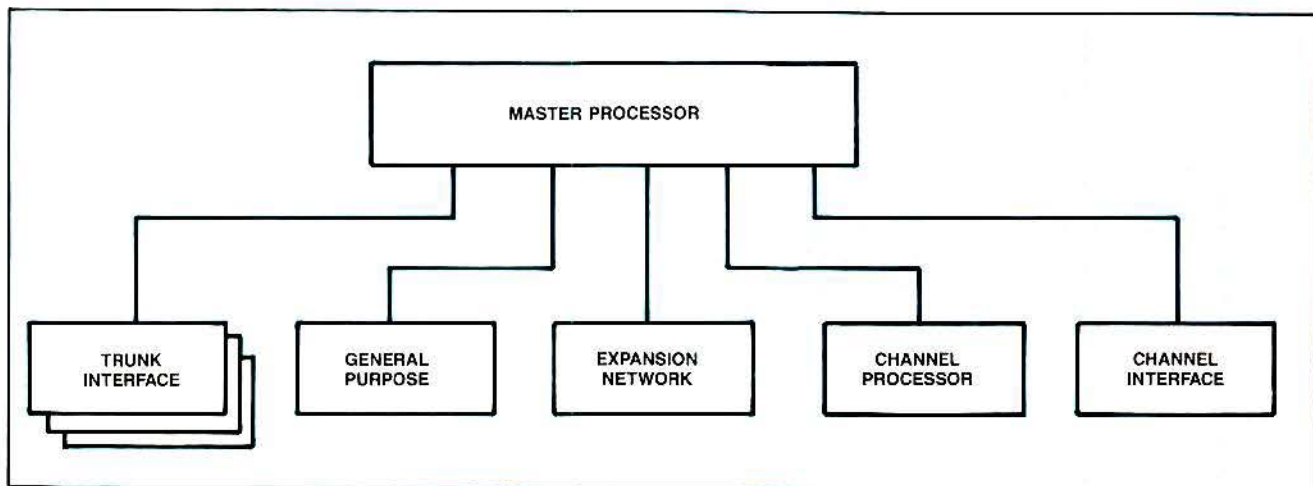 MASTER PROCESSOR
TRUNK
INTERFACE
GENERAL
PURPOSE
EXPANSION
NETWORK
CHANNEL
PROCESSOR
CHANNEL
INTERFACE